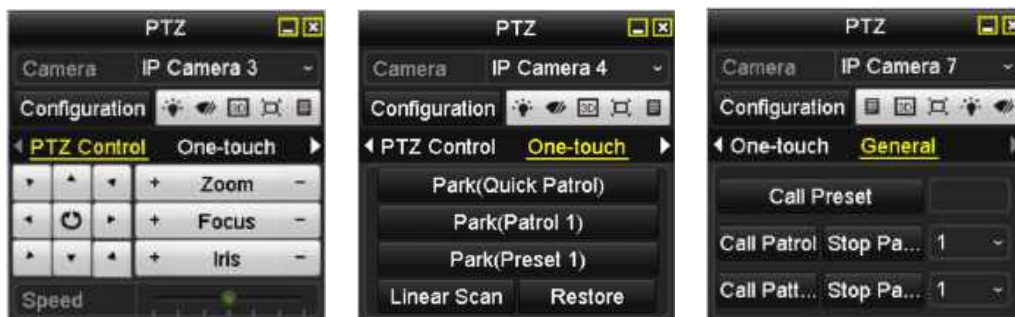 PTZ
Camera IP Camera 3
Configuration 3D
PTZ Control One-touch
+ Zoom -
+ Focus -
+ Iris -
Speed
PTZ
Camera IP Camera 4
Configuration 3D
PTZ Control One-touch
Park(Quick Patrol)
Park(Patrol 1)
Park(Preset 1)
Linear Scan Restore
PTZ
Camera IP Camera 7
Configuration 3D
One-touch General
Call Preset
Call Patrol Stop Pa... 1
Call Patt... Stop Pa... 1